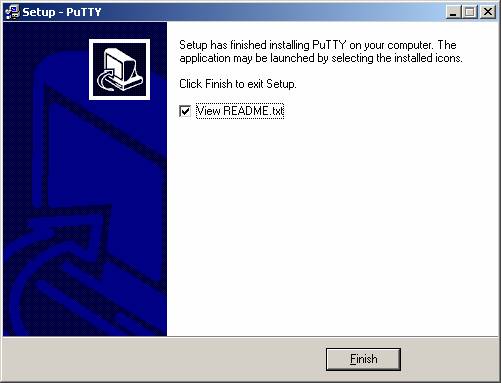 Setup - PuTTY
Setup has finished installing PuTTY on your computer. The
application may be launched by selecting the installed icons.
Click Finish to exit Setup.
View README.txt
Finish